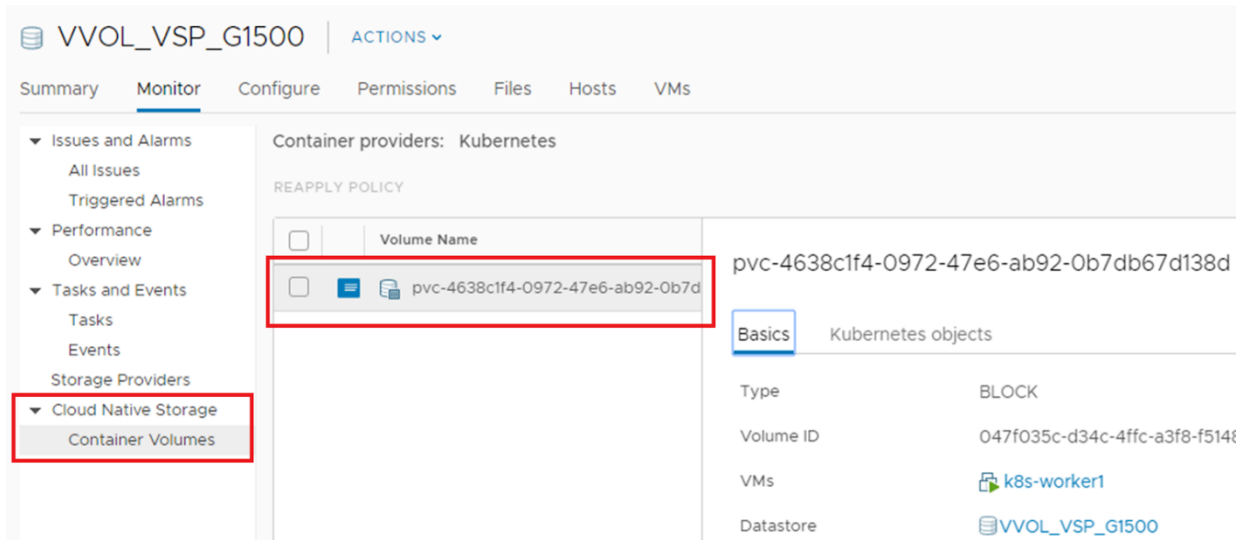 VVOL_VSP_G1500 ACTIONS
Summary Monitor Configure Permissions Files Hosts VMs
Issues and Alarms
All Issues
Triggered Alarms
Performance
Overview
Tasks and Events
Tasks
Events
Storage Providers
Cloud Native Storage
Container Volumes
Container providers: Kubernetes
REAPPLY POLICY
Volume Name
pvc-4638c1f4-0972-47e6-ab92-0b7d
pvc-4638c1f4-0972-47e6-ab92-0b7db67d138d
Basics Kubernetes objects
Type BLOCK
Volume ID 047f035c-d34c-4ffc-a3f8-f5148
VMs k8s-worker1
Datastore VVOL_VSP_G1500